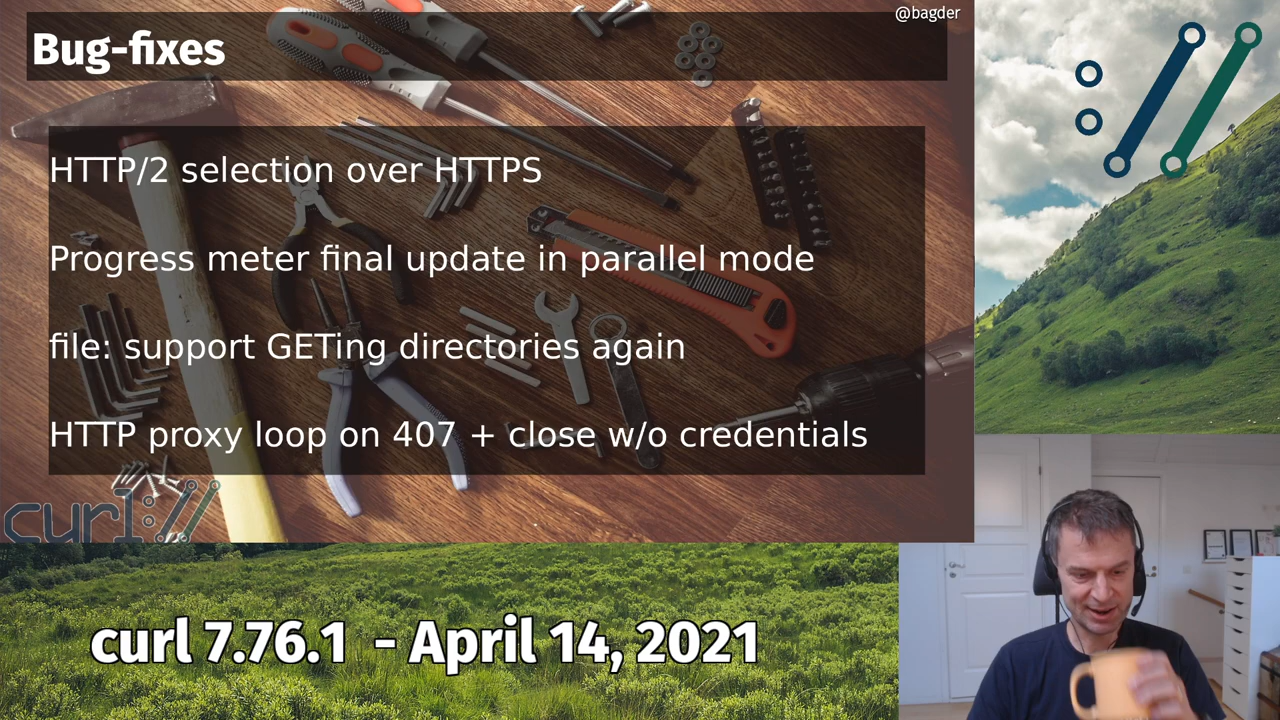 @bagder
Bug-fixes
HTTP/2 selection over HTTPS
Progress meter final update in parallel mode
file: support GETing directories again
HTTP proxy loop on 407 + close w/o credentials
curl://
curl 7.76.1 - April 14, 2021